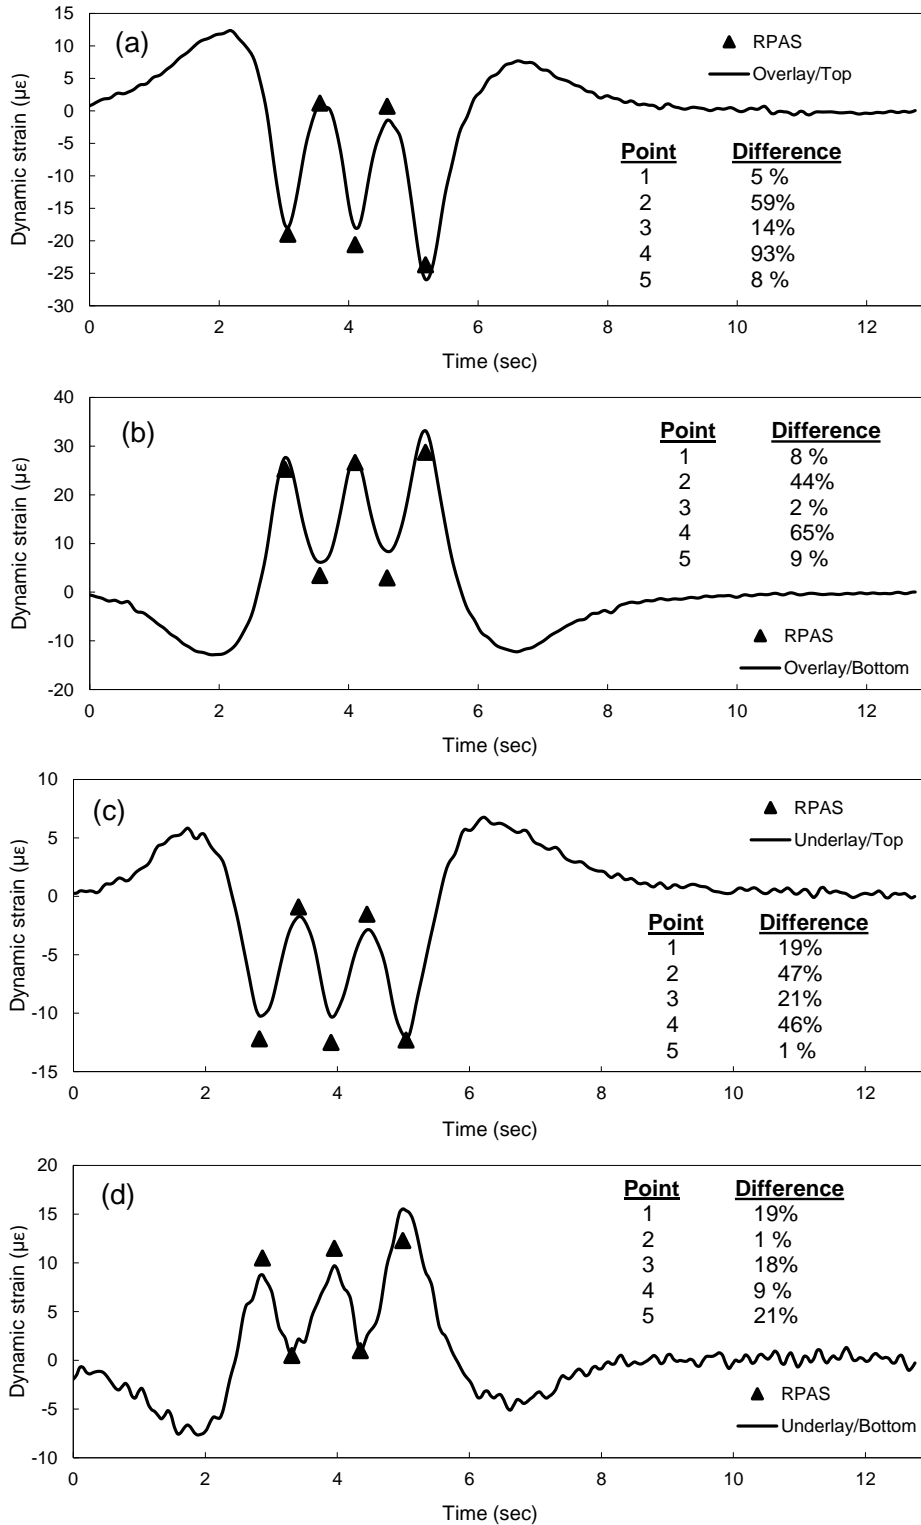 (a)
RPAS
Overlay/Top
Point Difference
1 5 %
2 59%
3 14%
4 93%
5 8 %
Dynamic strain (µε)
15
10
5
0
-5
-10
-15
-20
-25
-30
0 2 4 6 8 10 12
Time (sec)
(b)
Point Difference
1 8 %
2 44%
3 2 %
4 65%
5 9 %
RPAS
Overlay/Bottom
Dynamic strain (µε)
40
30
20
10
0
-10
-20
0 2 4 6 8 10 12
Time (sec)
(c)
RPAS
Underlay/Top
Point Difference
1 19%
2 47%
3 21%
4 46%
5 1 %
Dynamic strain (µε)
10
5
0
-5
-10
-15
0 2 4 6 8 10 12
Time (sec)
(d)
Point Difference
1 19%
2 1 %
3 18%
4 9 %
5 21%
RPAS
Underlay/Bottom
Dynamic strain (µε)
20
15
10
5
0
-5
-10
0 2 4 6 8 10 12
Time (sec)